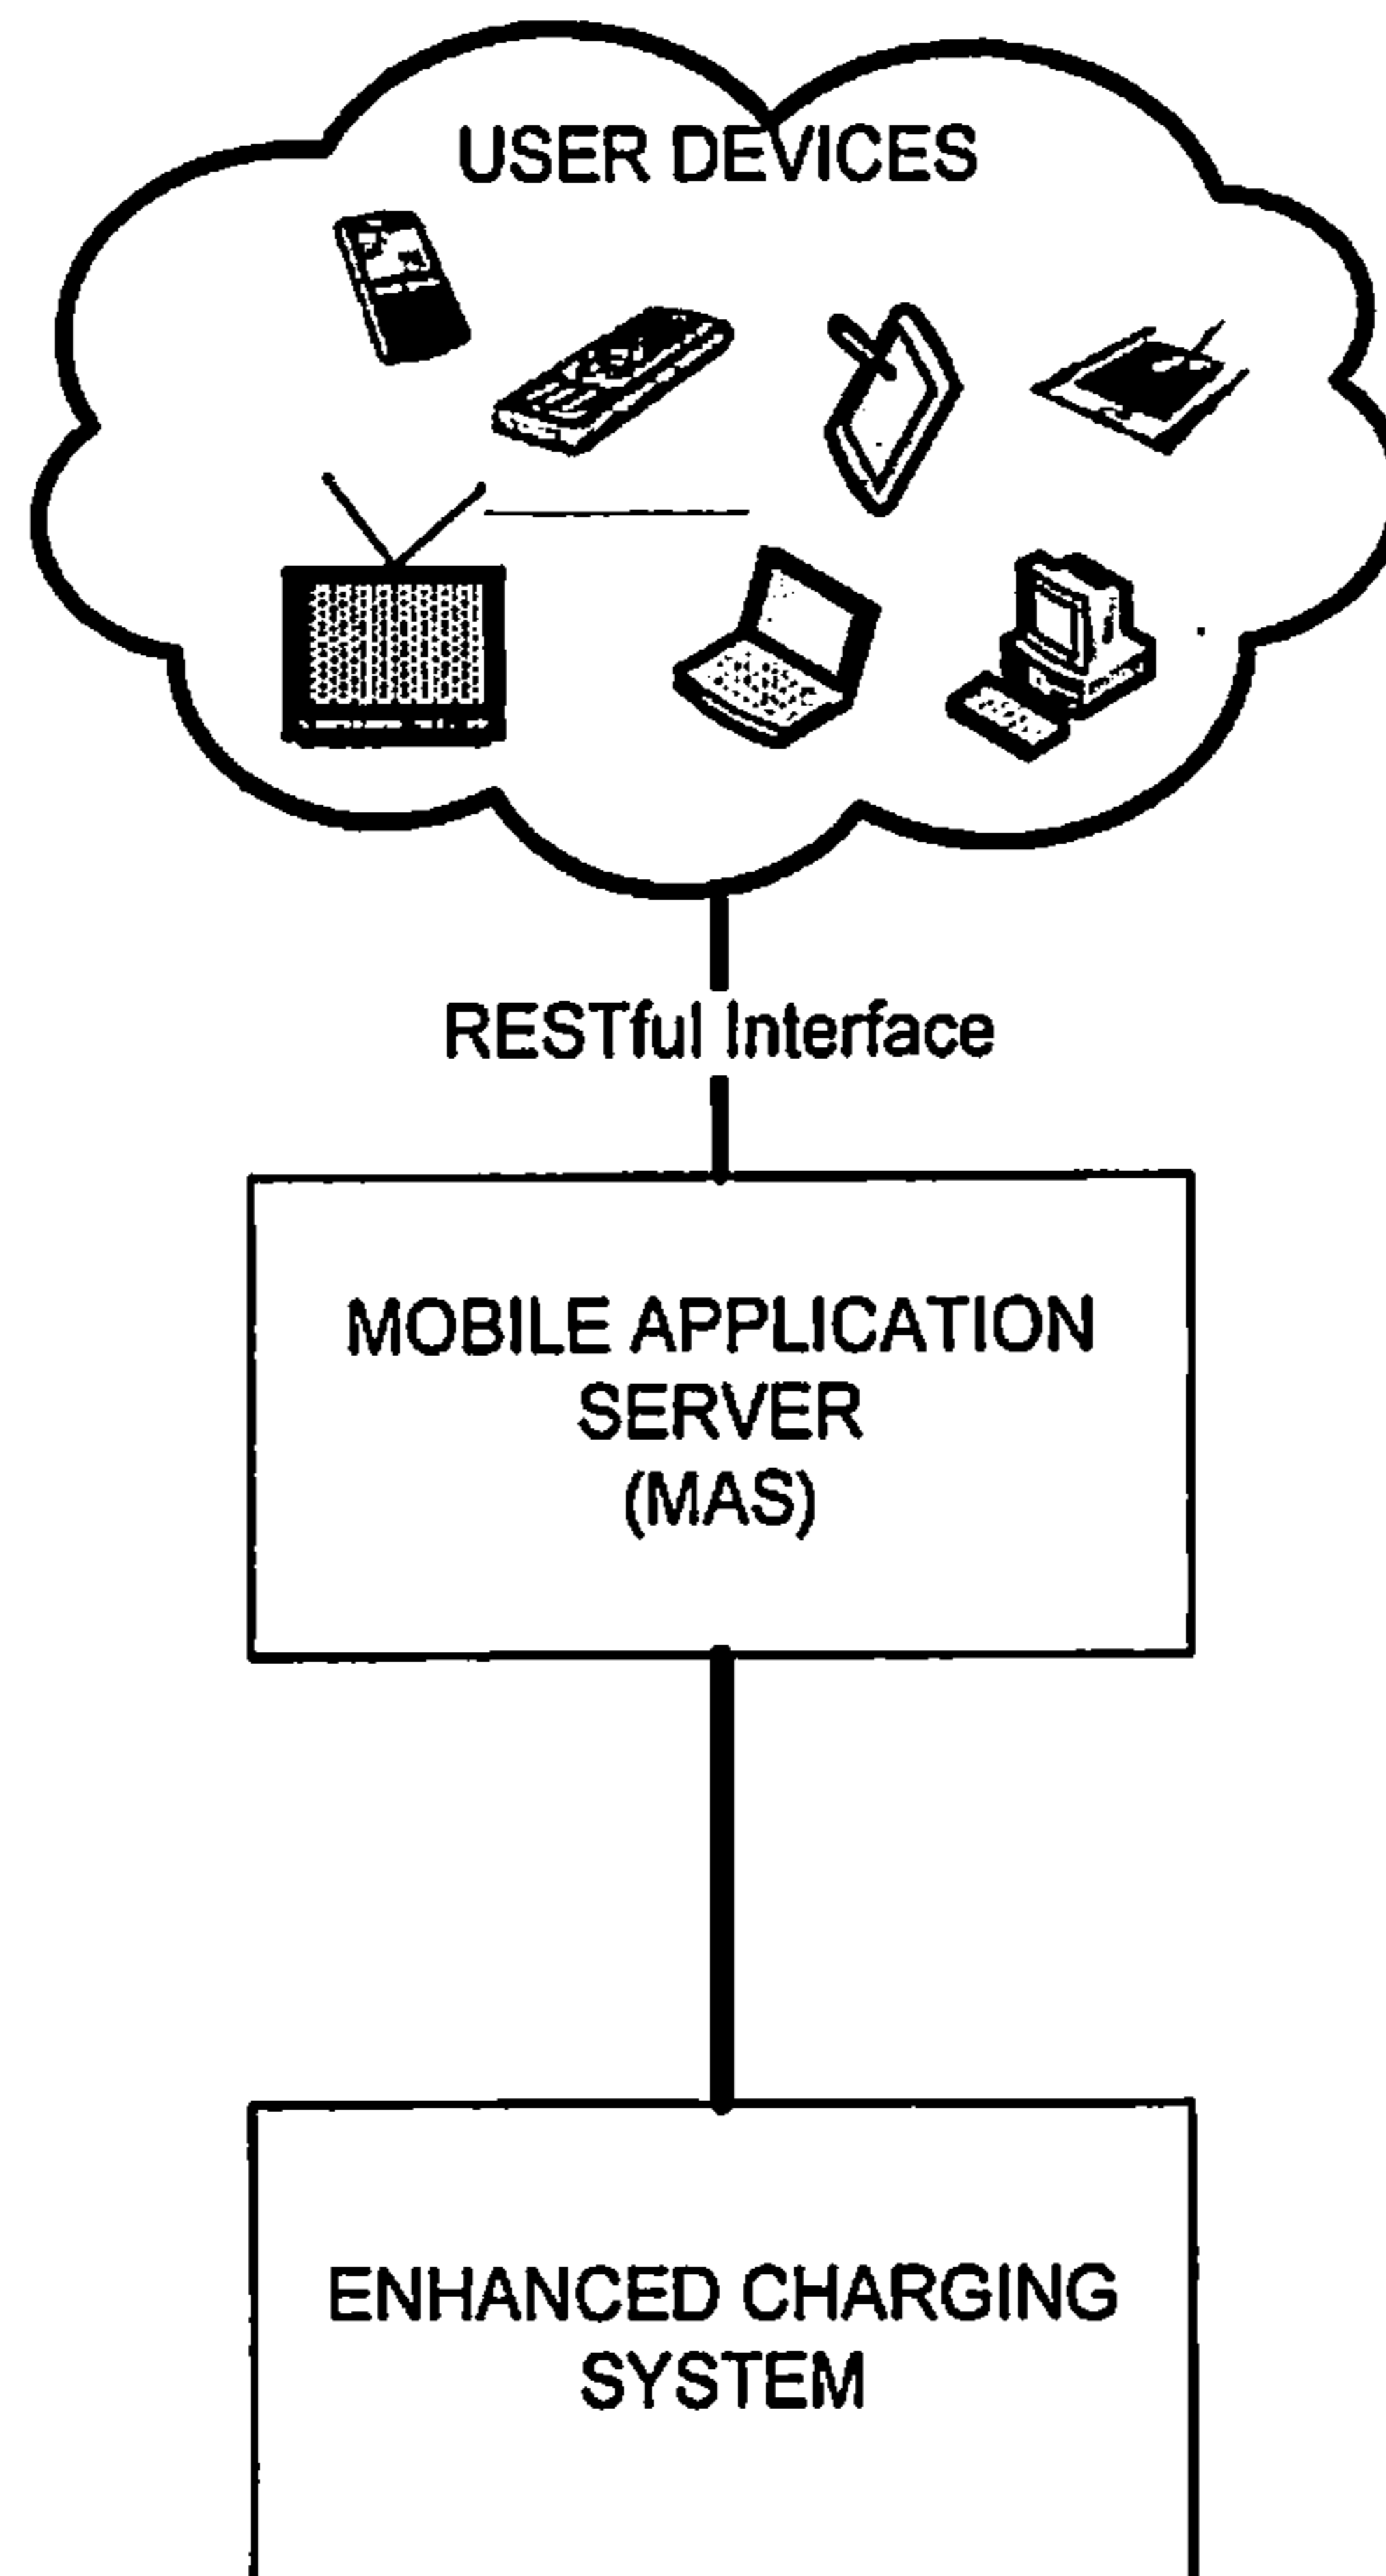 USER DEVICES
RESTful Interface
MOBILE APPLICATION
SERVER
(MAS)
ENHANCED CHARGING
SYSTEM